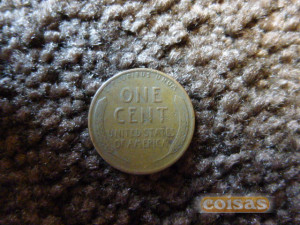 ONE
CENT
UNITED STATES
OF AMERICA
coisas